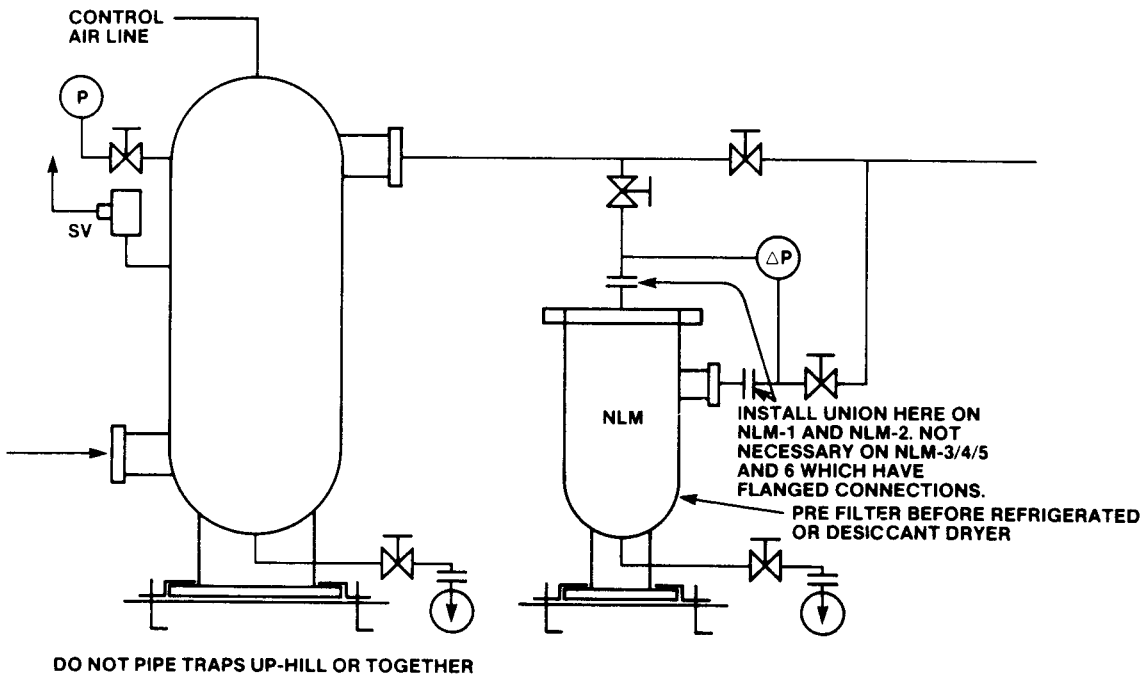 CONTROL
AIR LINE
P
SV
△P
NLM
INSTALL UNION HERE ON
NLM-1 AND NLM-2. NOT
NECESSARY ON NLM-3/4/5
AND 6 WHICH HAVE
FLANGED CONNECTIONS.
PRE FILTER BEFORE REFRIGERATED
OR DESICCANT DRYER
DO NOT PIPE TRAPS UP-HILL OR TOGETHER